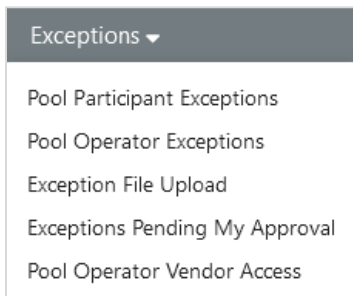 Exceptions
Pool Participant Exceptions
Pool Operator Exceptions
Exception File Upload
Exceptions Pending My Approval
Pool Operator Vendor Access